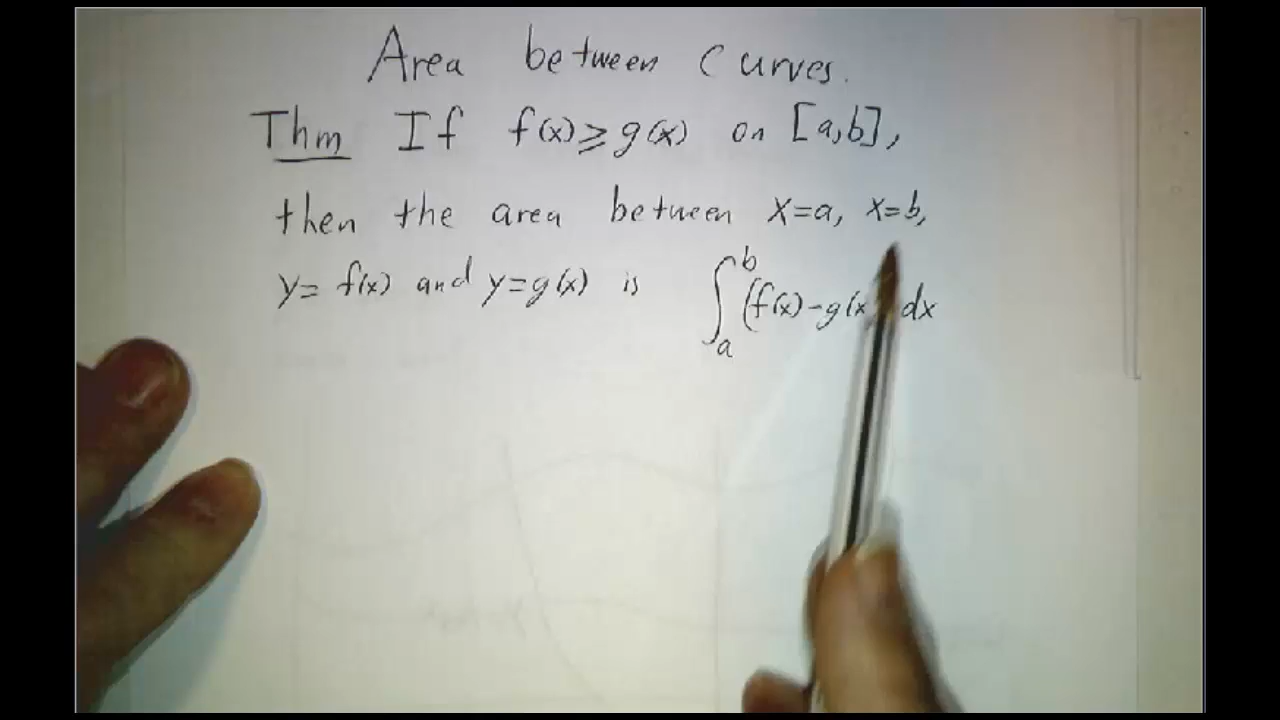 Area between curves.
Thm If f(x)≥g(x) on [a,b],
then the area between x=a, x=b,
y=f(x) and y=g(x) is ∫_a^b (f(x)-g(x) dx